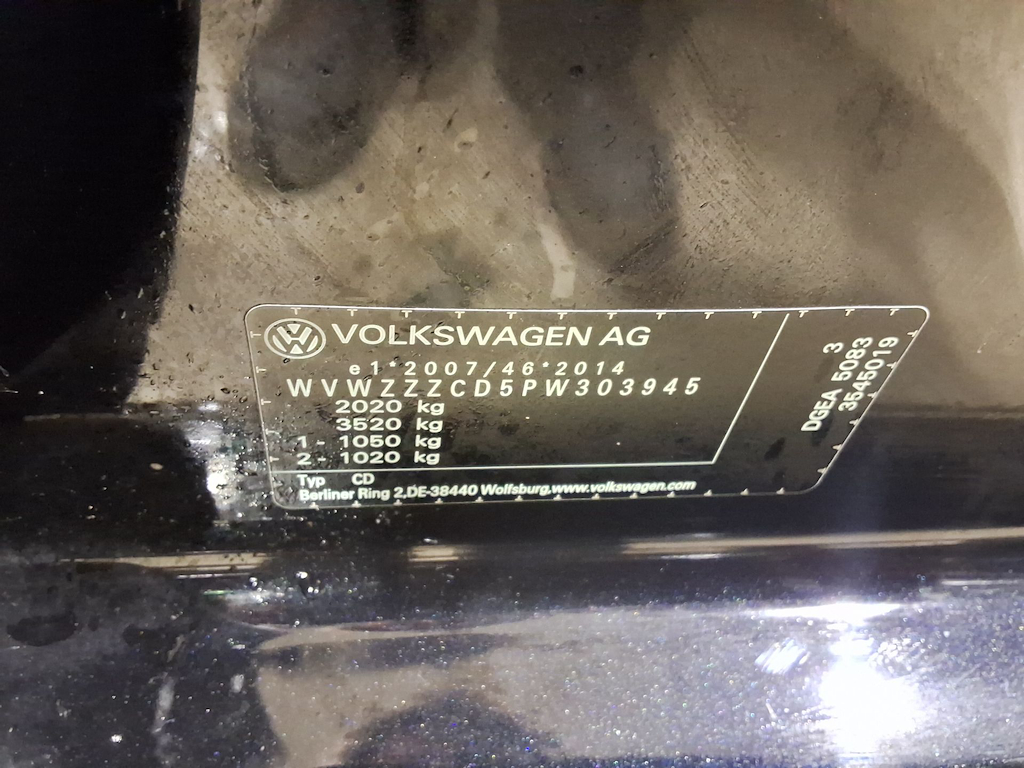 VOLKSWAGEN AG
e1*2007/46*2014
WVWZZZCD5PW303945
2020 kg
3520 kg
1 - 1050 kg
2 - 1020 kg
Typ CD
Berliner Ring 2,DE-38440 Wolfsburg,www.volkswagen.com
3
DGEA 5083
3545019